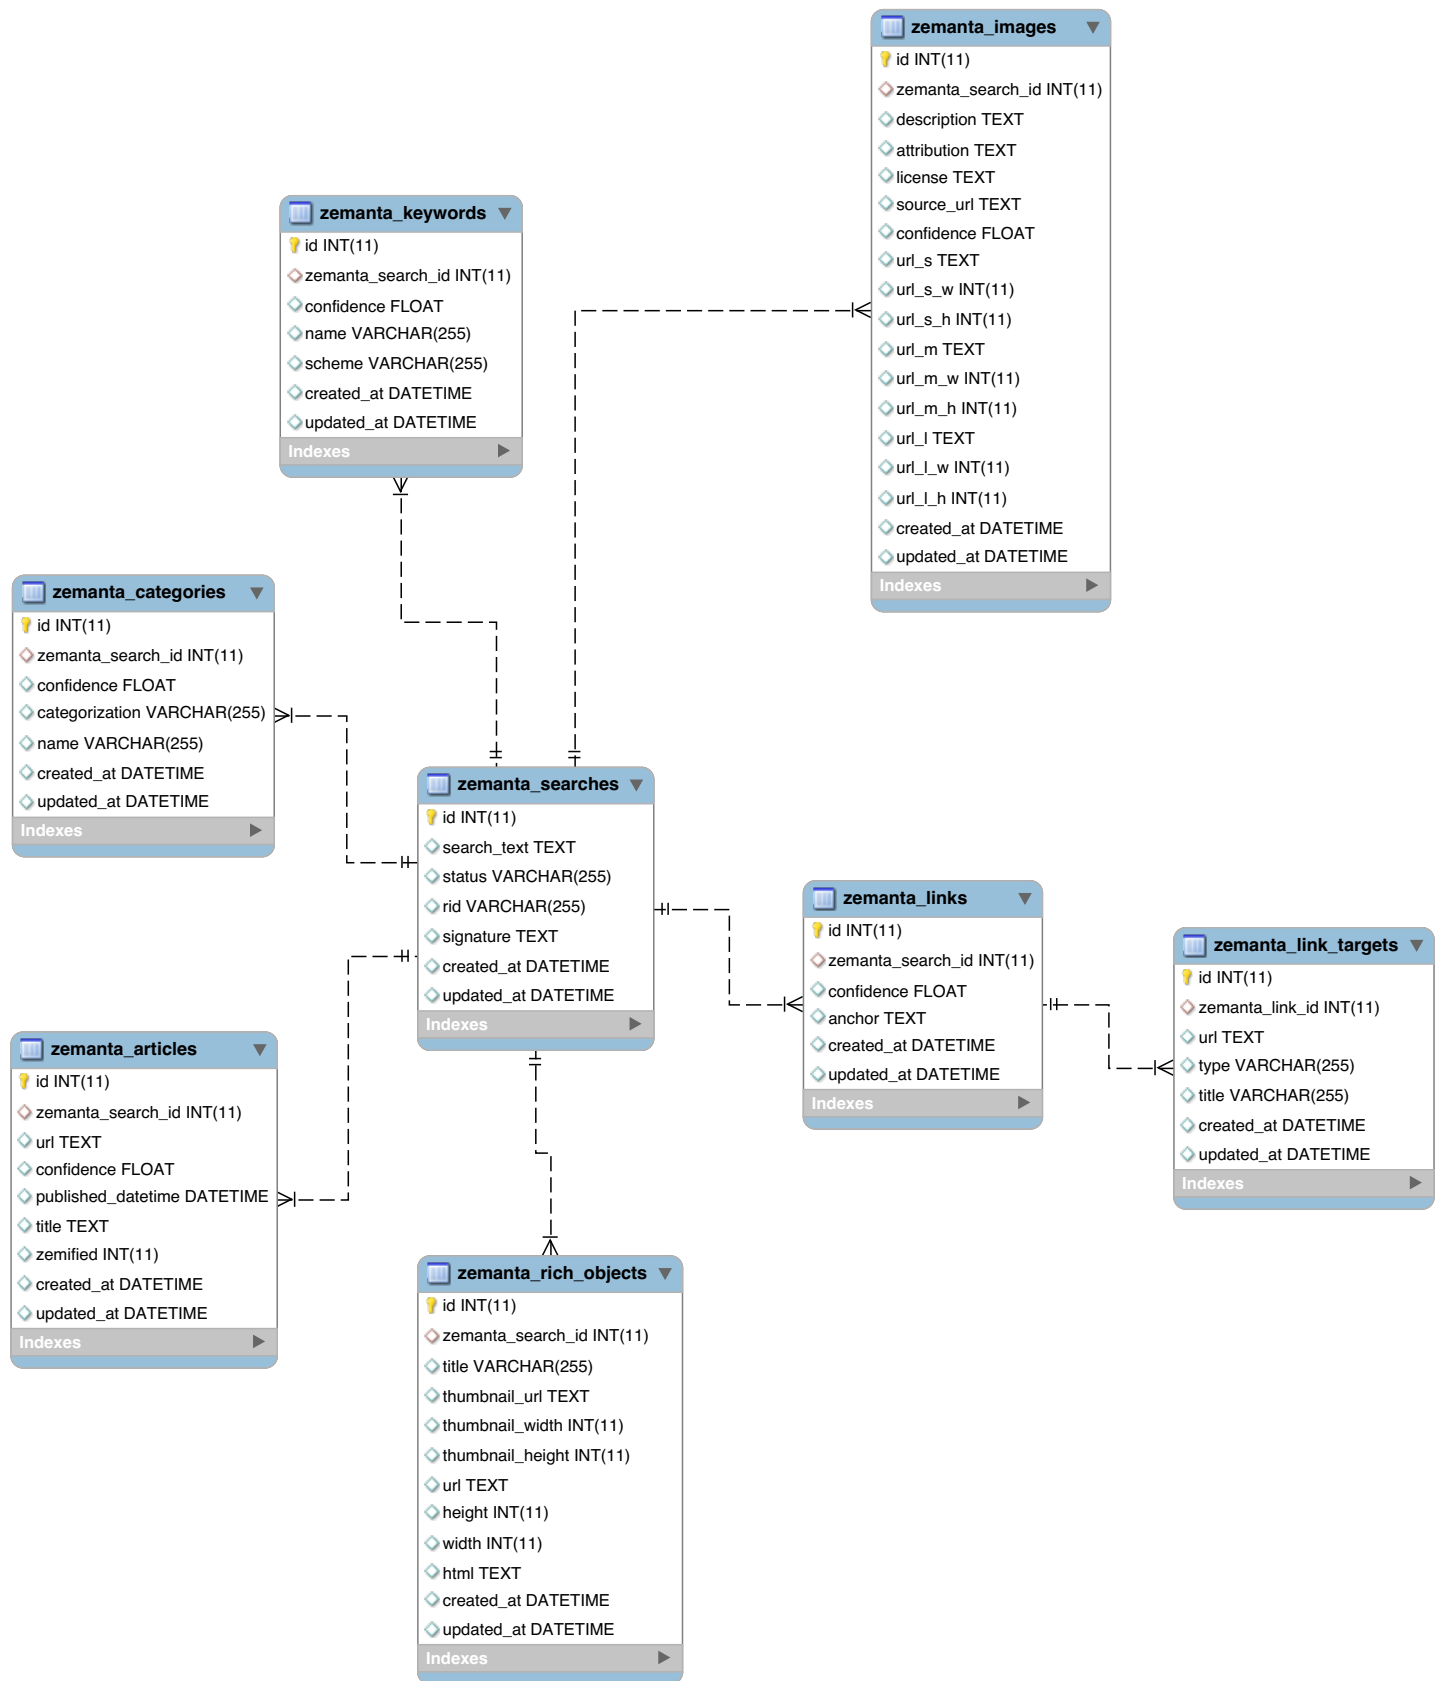 zemanta_images
id INT(11)
zemanta_search_id INT(11)
description TEXT
attribution TEXT
license TEXT
source_url TEXT
confidence FLOAT
url_s TEXT
url_s_w INT(11)
url_s_h INT(11)
url_m TEXT
url_m_w INT(11)
url_m_h INT(11)
url_l TEXT
url_l_w INT(11)
url_l_h INT(11)
created_at DATETIME
updated_at DATETIME
Indexes
zemanta_keywords
id INT(11)
zemanta_search_id INT(11)
confidence FLOAT
name VARCHAR(255)
scheme VARCHAR(255)
created_at DATETIME
updated_at DATETIME
Indexes
zemanta_categories
id INT(11)
zemanta_search_id INT(11)
confidence FLOAT
categorization VARCHAR(255)
name VARCHAR(255)
created_at DATETIME
updated_at DATETIME
Indexes
zemanta_searches
id INT(11)
search_text TEXT
status VARCHAR(255)
rid VARCHAR(255)
signature TEXT
created_at DATETIME
updated_at DATETIME
Indexes
zemanta_links
id INT(11)
zemanta_search_id INT(11)
confidence FLOAT
anchor TEXT
created_at DATETIME
updated_at DATETIME
Indexes
zemanta_link_targets
id INT(11)
zemanta_link_id INT(11)
url TEXT
type VARCHAR(255)
title VARCHAR(255)
created_at DATETIME
updated_at DATETIME
Indexes
zemanta_articles
id INT(11)
zemanta_search_id INT(11)
url TEXT
confidence FLOAT
published_datetime DATETIME
title TEXT
zemified INT(11)
created_at DATETIME
updated_at DATETIME
Indexes
zemanta_rich_objects
id INT(11)
zemanta_search_id INT(11)
title VARCHAR(255)
thumbnail_url TEXT
thumbnail_width INT(11)
thumbnail_height INT(11)
url TEXT
height INT(11)
width INT(11)
html TEXT
created_at DATETIME
updated_at DATETIME
Indexes